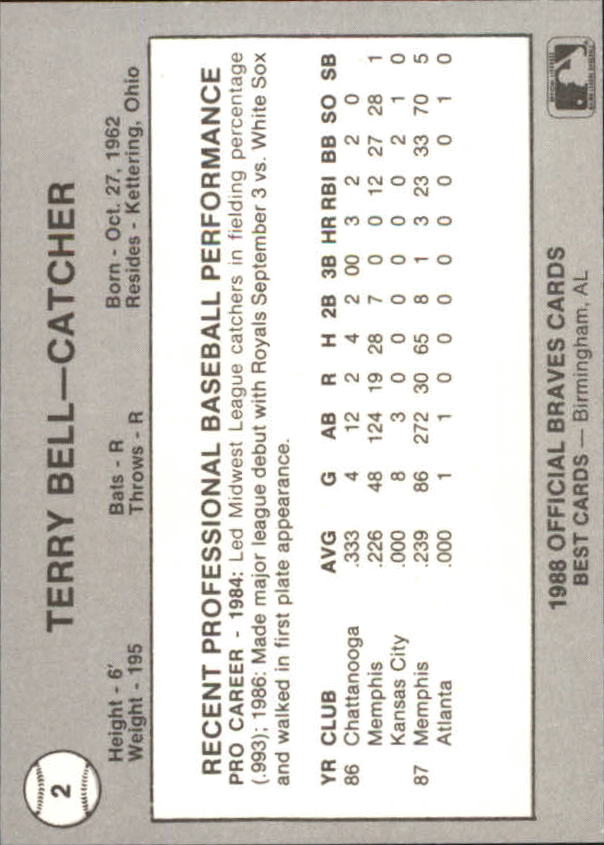 2
TERRY BELL—CATCHER
Height - 6' Bats - R Born - Oct. 27, 1962
Weight - 195 Throws - R Resides - Kettering, Ohio
RECENT PROFESSIONAL BASEBALL PERFORMANCE
PRO CAREER - 1984: Led Midwest League catchers in fielding percentage
(.993); 1986: Made major league debut with Royals September 3 vs. White Sox
and walked in first plate appearance.
YR CLUB AVG G AB R H 2B 3B HR RBI BB SO SB
86 Chattanooga .333 4 12 2 4 2 00 3 2 2 0
Memphis .226 48 124 19 28 7 0 0 12 27 28 1
Kansas City .000 8 3 0 0 0 0 0 0 2 1 0
87 Memphis .239 86 272 30 65 8 1 3 23 33 70 5
Atlanta .000 1 1 0 0 0 0 0 0 0 1 0
1988 OFFICIAL BRAVES CARDS
BEST CARDS — Birmingham, AL